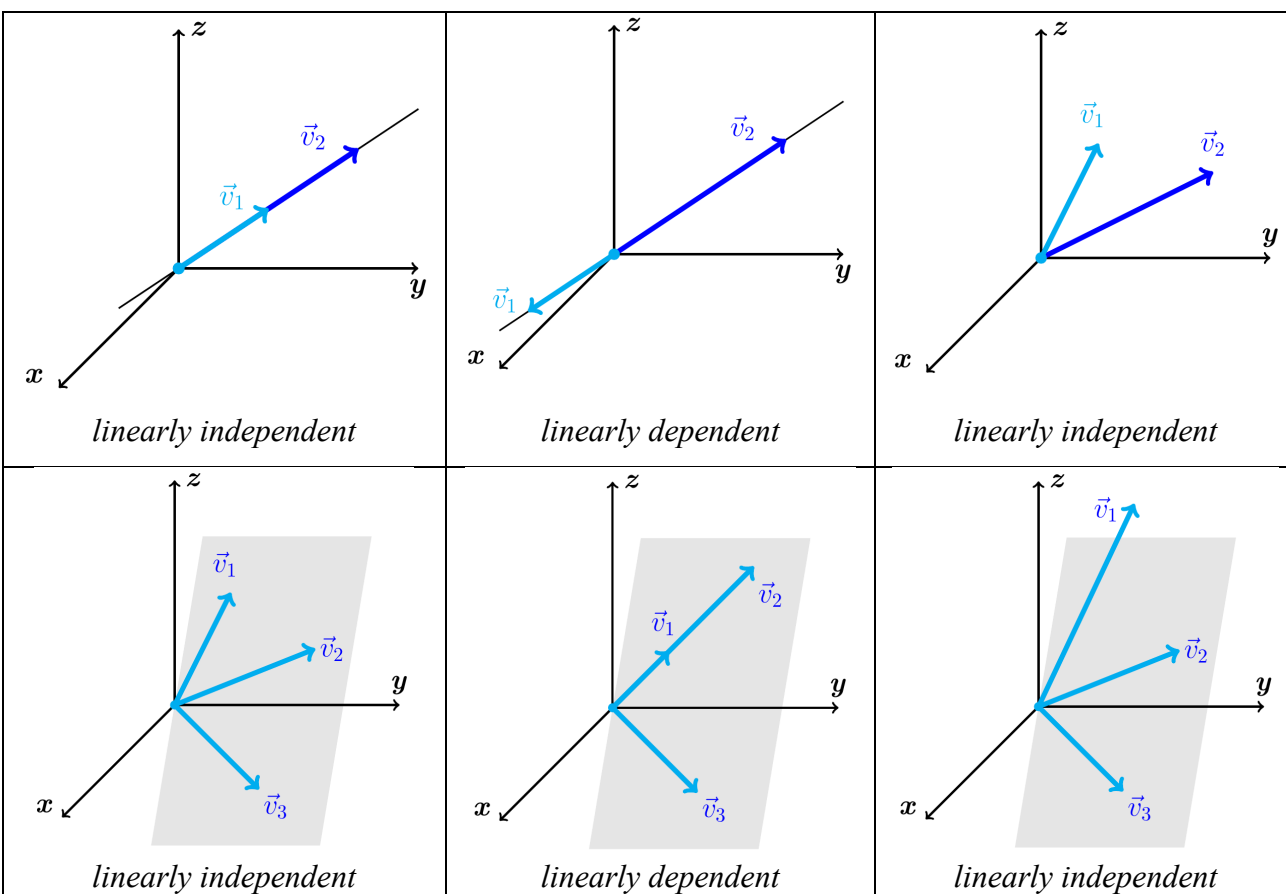 z
v⃗₂
v⃗₁
y
x
linearly independent
z
v⃗₂
v⃗₁
y
x
linearly dependent
z
v⃗₁
v⃗₂
y
x
linearly independent
z
v⃗₁
v⃗₂
y
v⃗₃
x
linearly independent
z
v⃗₂
v⃗₁
y
v⃗₃
x
linearly dependent
z
v⃗₁
v⃗₂
y
v⃗₃
x
linearly independent